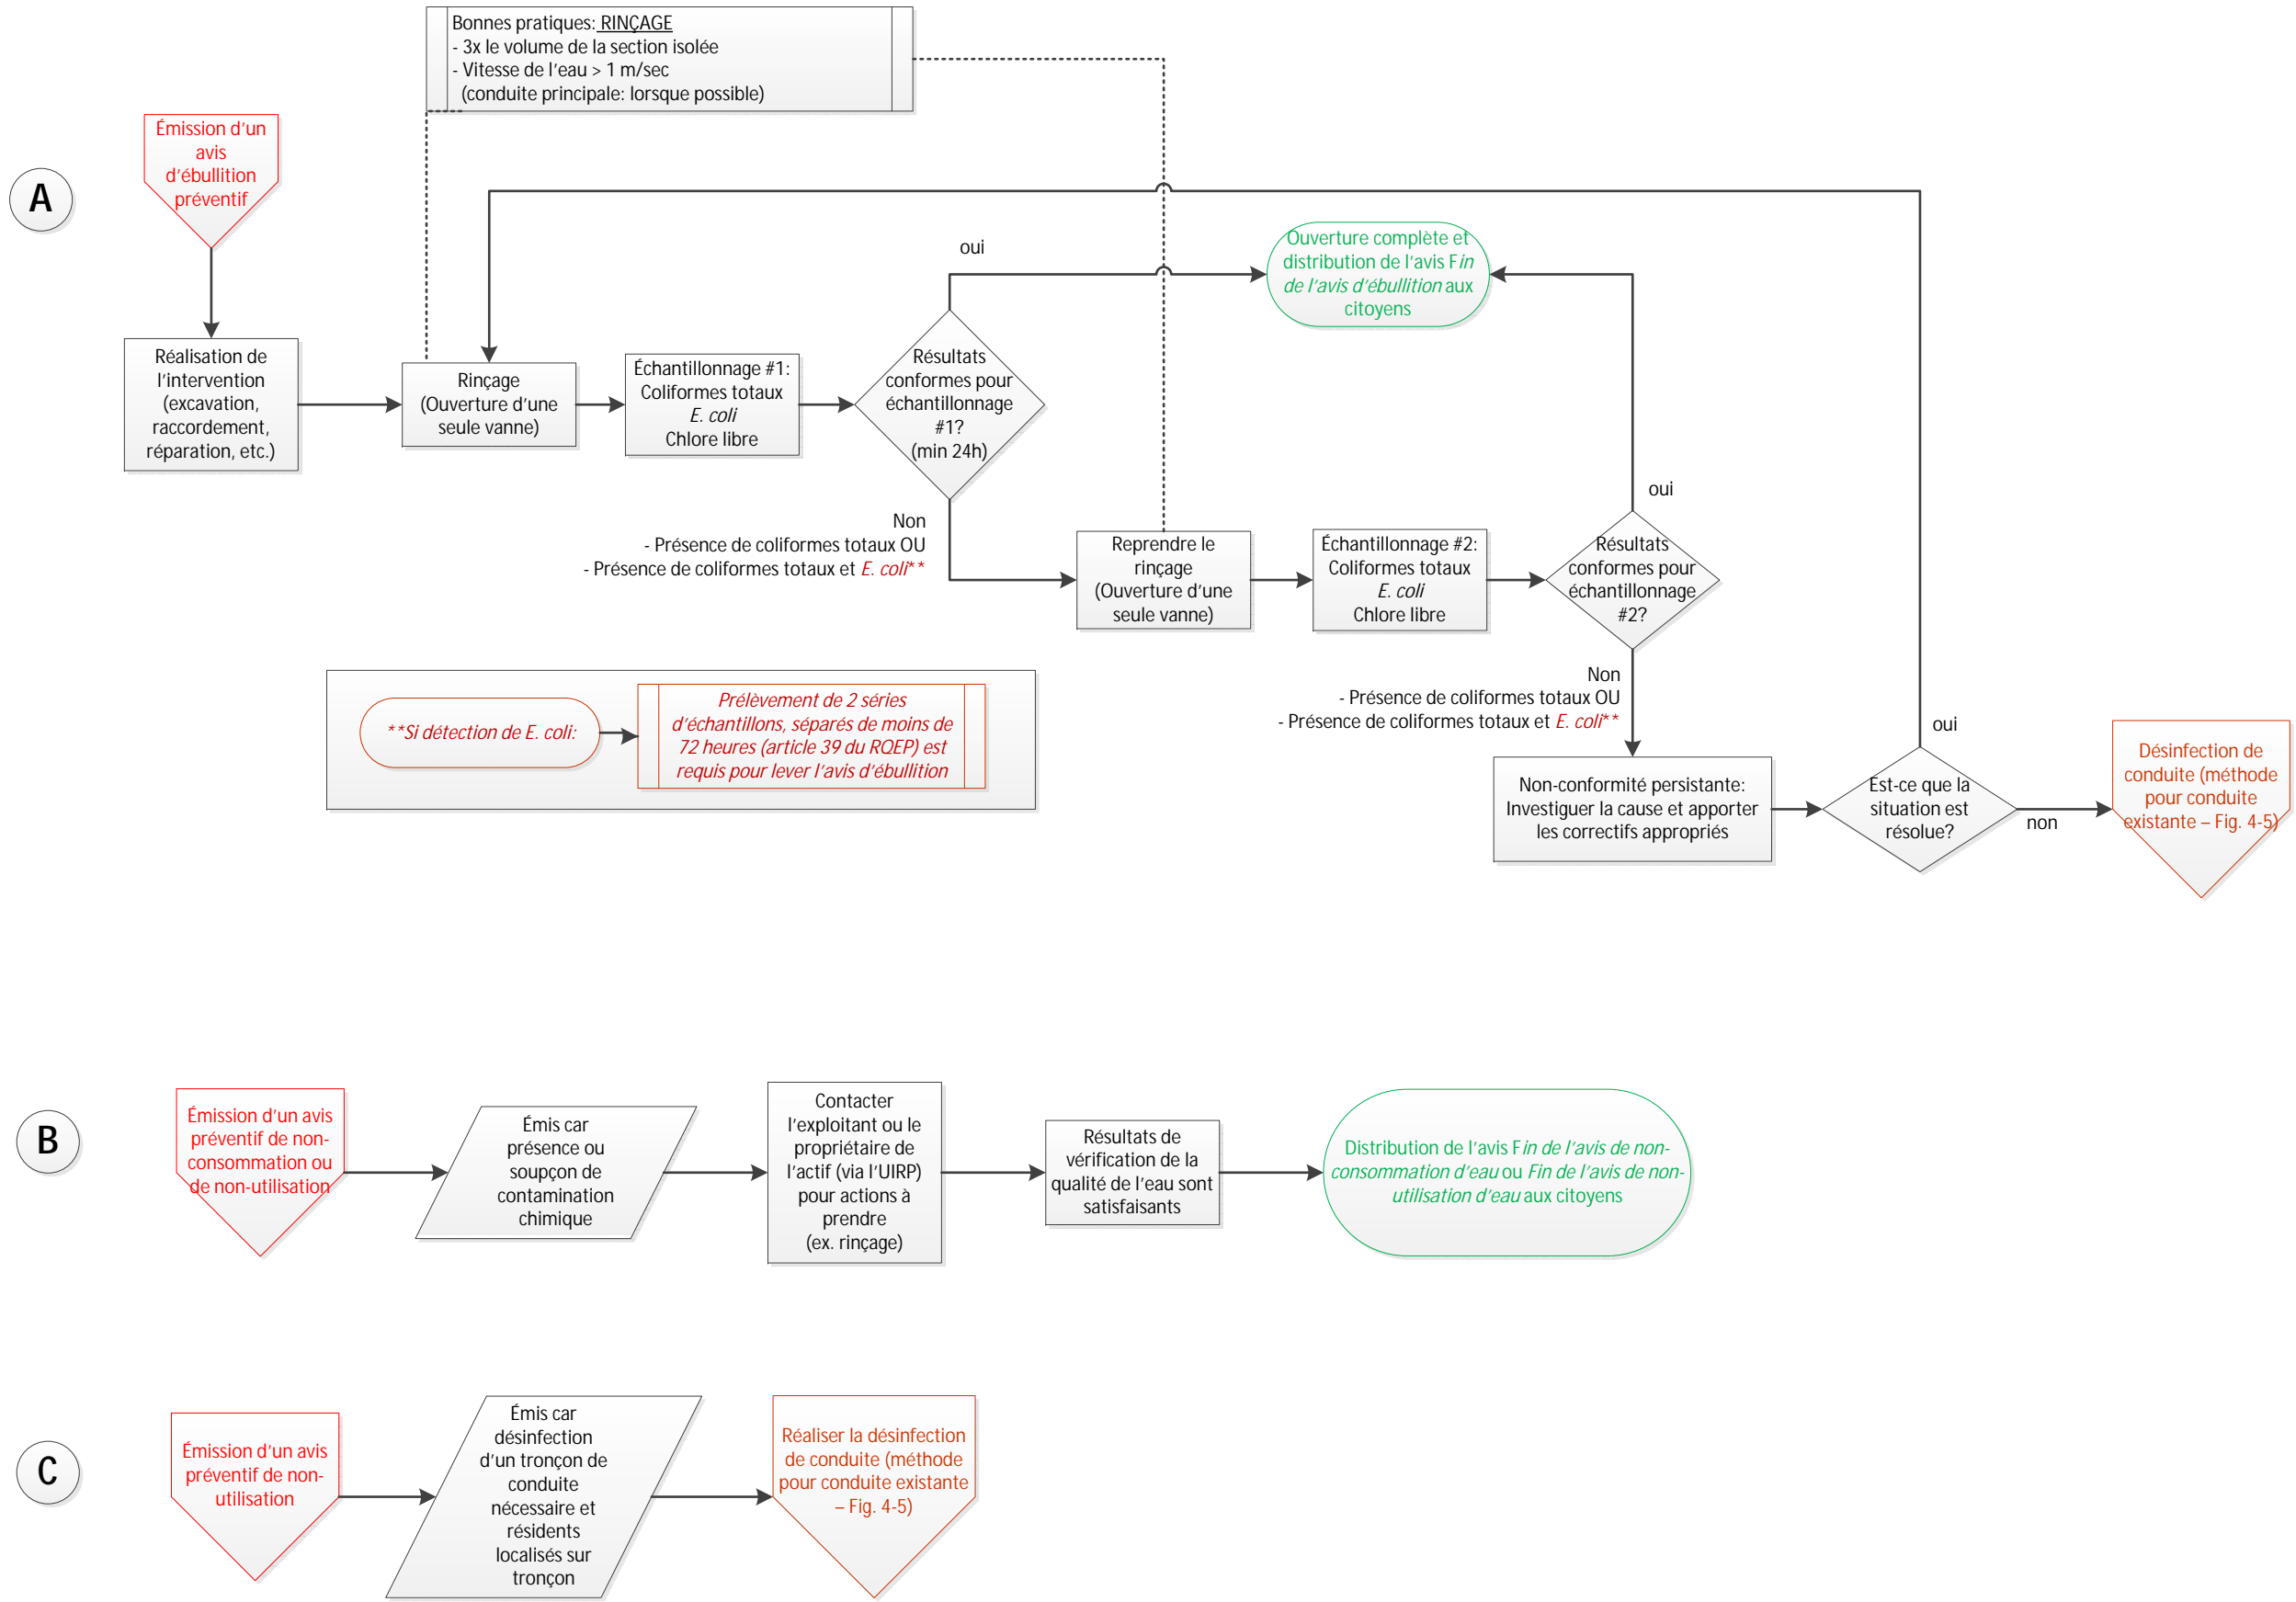 Bonnes pratiques: RINÇAGE
- 3x le volume de la section isolée
- Vitesse de l'eau > 1 m/sec
(conduite principale: lorsque possible)
A
Émission d'un
avis
d'ébullition
préventif
Réalisation de
l'intervention
(excavation,
raccordement,
réparation, etc.)
Rinçage
(Ouverture d'une
seule vanne)
Échantillonnage #1:
Coliformes totaux
E. coli
Chlore libre
Résultats
conformes pour
échantillonnage
#1?
(min 24h)
oui
Ouverture complète et
distribution de l'avis Fin
de l'avis d'ébullition aux
citoyens
Non
- Présence de coliformes totaux OU
- Présence de coliformes totaux et E. coli**
Reprendre le
rinçage
(Ouverture d'une
seule vanne)
Échantillonnage #2:
Coliformes totaux
E. coli
Chlore libre
Résultats
conformes pour
échantillonnage
#2?
oui
Non
- Présence de coliformes totaux OU
- Présence de coliformes totaux et E. coli**
Non-conformité persistante:
Investiguer la cause et apporter
les correctifs appropriés
Est-ce que la
situation est
résolue?
oui
non
Désinfection de
conduite (méthode
pour conduite
existante – Fig. 4-5)
**Si détection de E. coli:
Prélèvement de 2 séries
d'échantillons, séparés de moins de
72 heures (article 39 du RQEP) est
requis pour lever l'avis d'ébullition
B
Émission d'un avis
préventif de non-
consommation ou
de non-utilisation
Émis car
présence ou
soupçon de
contamination
chimique
Contacter
l'exploitant ou le
propriétaire de
l'actif (via l'UIRP)
pour actions à
prendre
(ex. rinçage)
Résultats de
vérification de la
qualité de l'eau sont
satisfaisants
Distribution de l'avis Fin de l'avis de non-
consommation d'eau ou Fin de l'avis de non-
utilisation d'eau aux citoyens
C
Émission d'un avis
préventif de non-
utilisation
Émis car
désinfection
d'un tronçon de
conduite
nécessaire et
résidents
localisés sur
tronçon
Réaliser la désinfection
de conduite (méthode
pour conduite existante
– Fig. 4-5)